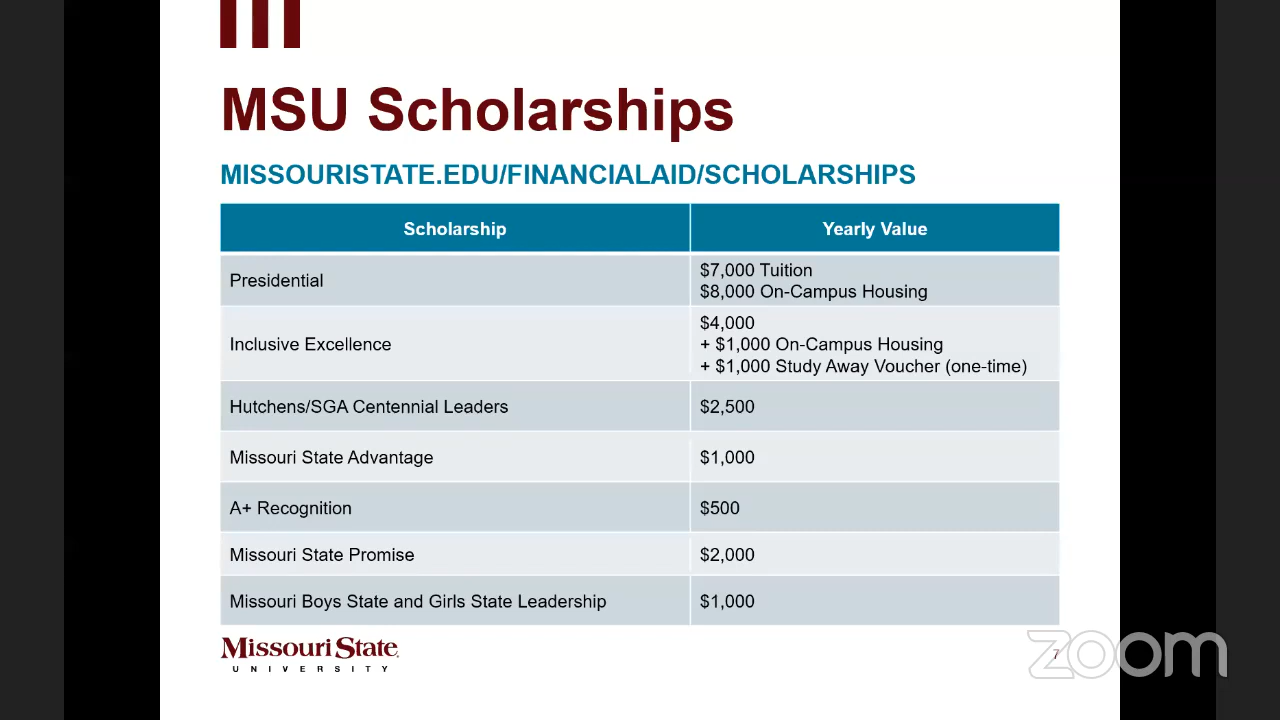 MSU Scholarships
MISSOURISTATE.EDU/FINANCIALAID/SCHOLARSHIPS
Scholarship Yearly Value
Presidential
$7,000 Tuition
$8,000 On-Campus Housing
Inclusive Excellence
$4,000
+ $1,000 On-Campus Housing
+ $1,000 Study Away Voucher (one-time)
Hutchens/SGA Centennial Leaders $2,500
Missouri State Advantage $1,000
A+ Recognition $500
Missouri State Promise $2,000
Missouri Boys State and Girls State Leadership $1,000
Missouri State
UNIVERSITY
7
zoom